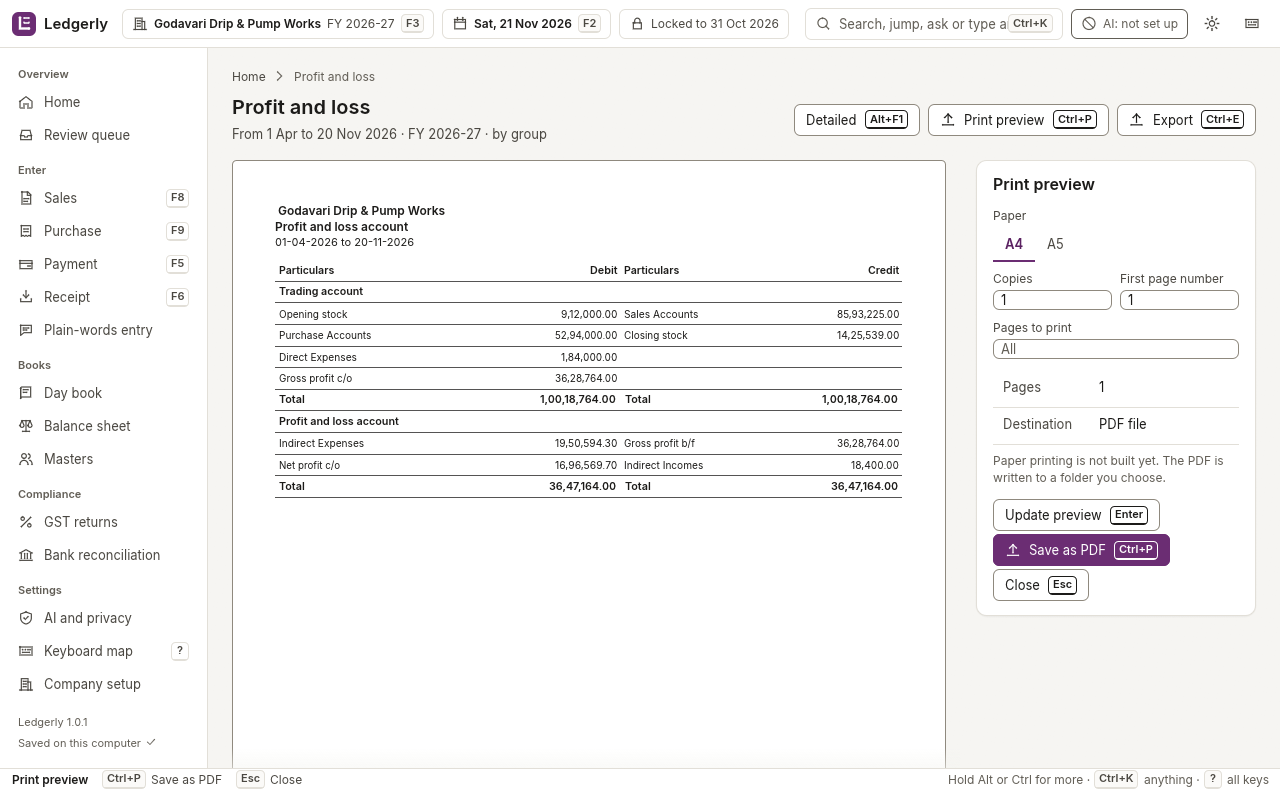 Ledgerly
Godavari Drip & Pump Works FY 2026-27 F3
Sat, 21 Nov 2026 F2
Locked to 31 Oct 2026
Search, jump, ask or type a Ctrl+K
AI: not set up
Overview
Home
Review queue
Enter
Sales F8
Purchase F9
Payment F5
Receipt F6
Plain-words entry
Books
Day book
Balance sheet
Masters
Compliance
GST returns
Bank reconciliation
Settings
AI and privacy
Keyboard map ?
Company setup
Ledgerly 1.0.1
Saved on this computer
Home > Profit and loss
Profit and loss
From 1 Apr to 20 Nov 2026 · FY 2026-27 · by group
Detailed Alt+F1
Print preview Ctrl+P
Export Ctrl+E
Godavari Drip & Pump Works
Profit and loss account
01-04-2026 to 20-11-2026
Particulars Debit Particulars Credit
Trading account
Opening stock 9,12,000.00 Sales Accounts 85,93,225.00
Purchase Accounts 52,94,000.00 Closing stock 14,25,539.00
Direct Expenses 1,84,000.00
Gross profit c/o 36,28,764.00
Total 1,00,18,764.00 Total 1,00,18,764.00
Profit and loss account
Indirect Expenses 19,50,594.30 Gross profit b/f 36,28,764.00
Net profit c/o 16,96,569.70 Indirect Incomes 18,400.00
Total 36,47,164.00 Total 36,47,164.00
Print preview
Paper
A4 A5
Copies First page number
1 1
Pages to print
All
Pages 1
Destination PDF file
Paper printing is not built yet. The PDF is
written to a folder you choose.
Update preview Enter
Save as PDF Ctrl+P
Close Esc
Print preview Ctrl+P Save as PDF Esc Close
Hold Alt or Ctrl for more · Ctrl+K anything · ? all keys